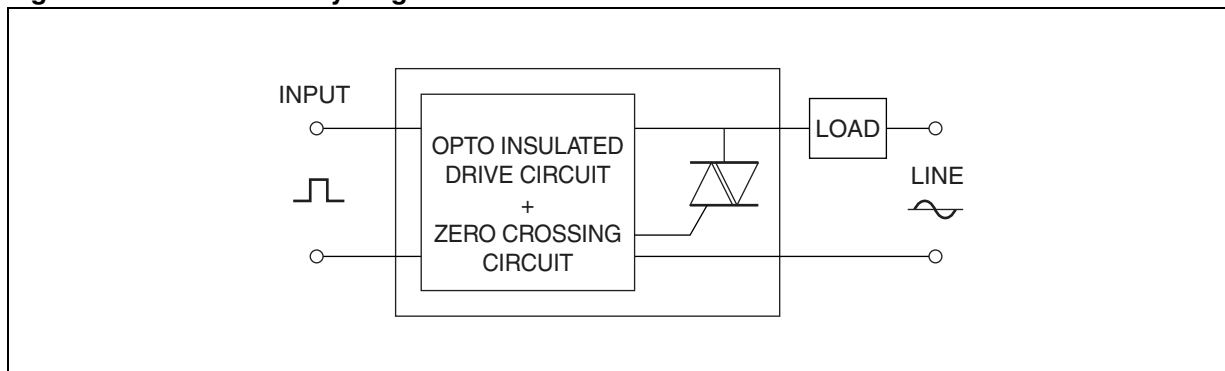 INPUT
OPTO INSULATED
DRIVE CIRCUIT
+
ZERO CROSSING
CIRCUIT
LOAD
LINE